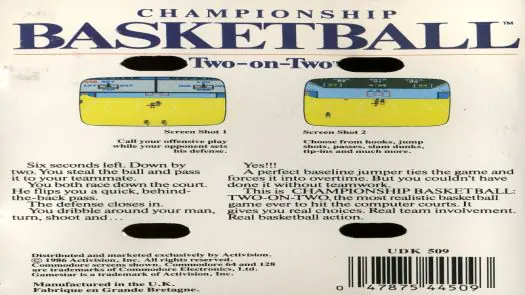 CHAMPIONSHIP
BASKETBALL™
Two-on-Two
Screen Shot 1
Call your offensive play
while your opponent sets
his defense.
Screen Shot 2
Choose from hooks, jump
shots, passes, slam dunks,
tip-ins and much more.
Six seconds left. Down by
two. You steal the ball and pass
it to your teammate.
You both race down the court.
He flips you a quick, behind-
the-back pass.
The defense closes in.
You dribble around your man,
turn, shoot and . . .
Yes!!!
A perfect baseline jumper ties the game and
forces it into overtime. But you couldn't have
done it without teamwork.
This is CHAMPIONSHIP BASKETBALL:
TWO-ON-TWO, the most realistic basketball
game ever to hit the computer courts. It
gives you real choices. Real team involvement.
Real basketball action.
Distributed and marketed exclusively by Activision.
© 1986 Activision, Inc. All rights reserved.
Commodore screens shown. Commodore 64 and 128
are trademarks of Commodore Electronics, Ltd.
Gamestar is a trademark of Activision, Inc.
Manufactured in the U.K.
Fabrique en Grande Bretagne.
UDK 509
0 47875 44509